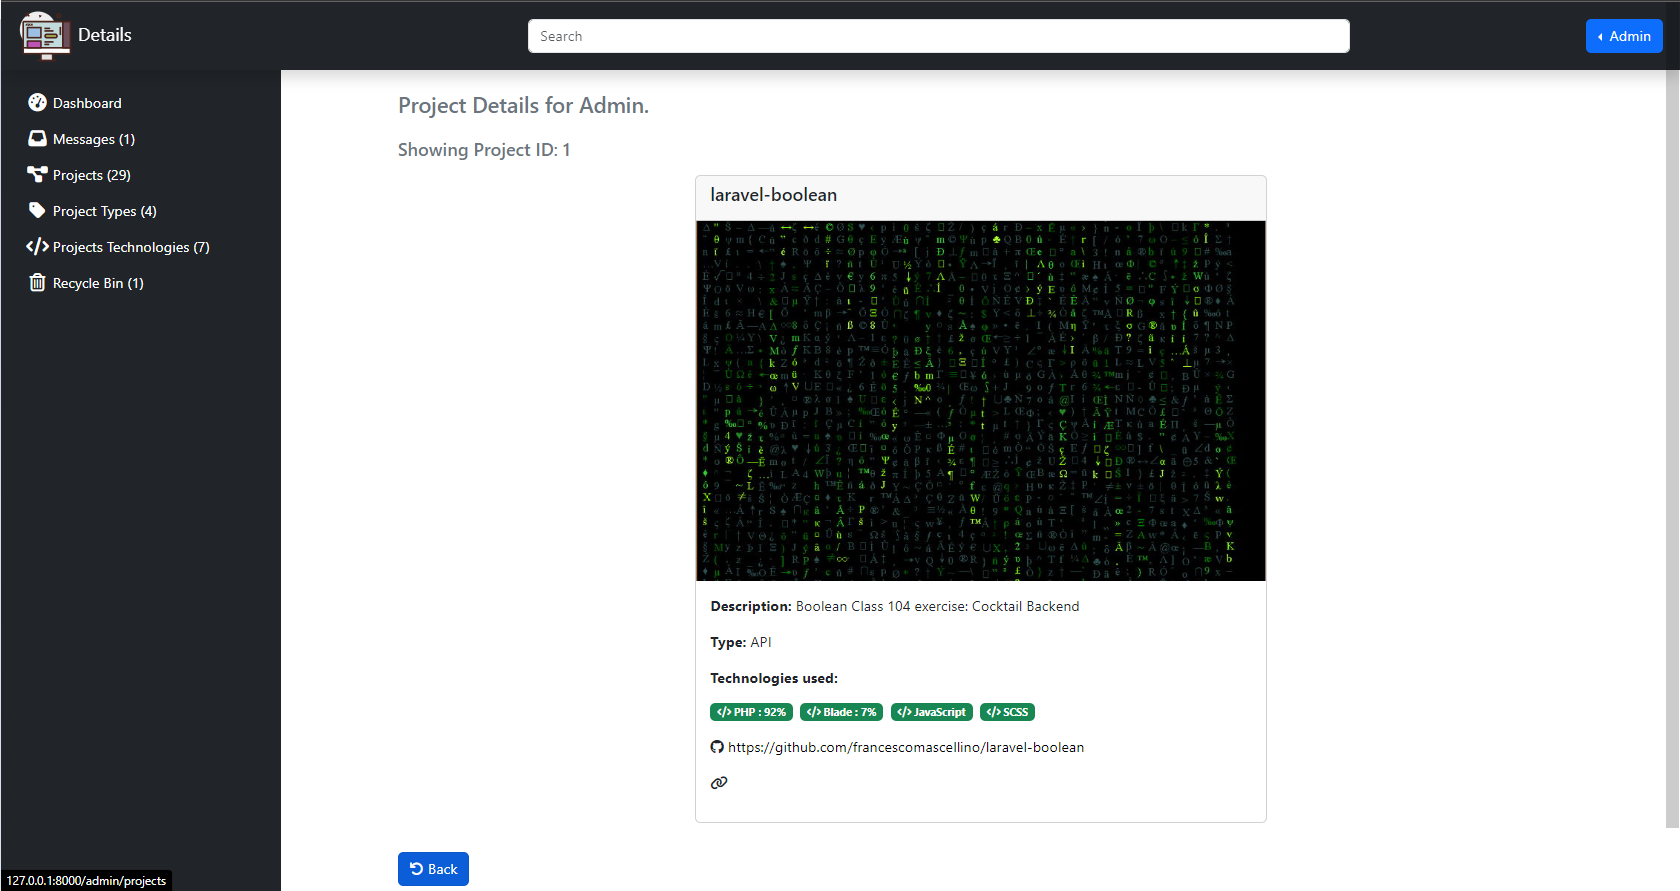 Details
Search
Admin
Dashboard
Messages (1)
Projects (29)
Project Types (4)
Projects Technologies (7)
Recycle Bin (1)
Project Details for Admin.
Showing Project ID: 1
laravel-boolean
Description: Boolean Class 104 exercise: Cocktail Backend
Type: API
Technologies used:
</> PHP : 92% </> Blade : 7% </> JavaScript </> SCSS
https://github.com/francescomascellino/laravel-boolean
Back
127.0.0.1:8000/admin/projects